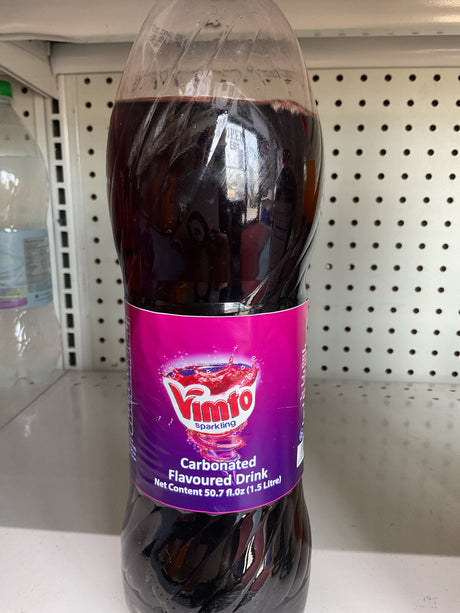 Vimto
sparkling
Carbonated
Flavoured Drink
Net Content 50.7 fl.oz (1.5 Litre)